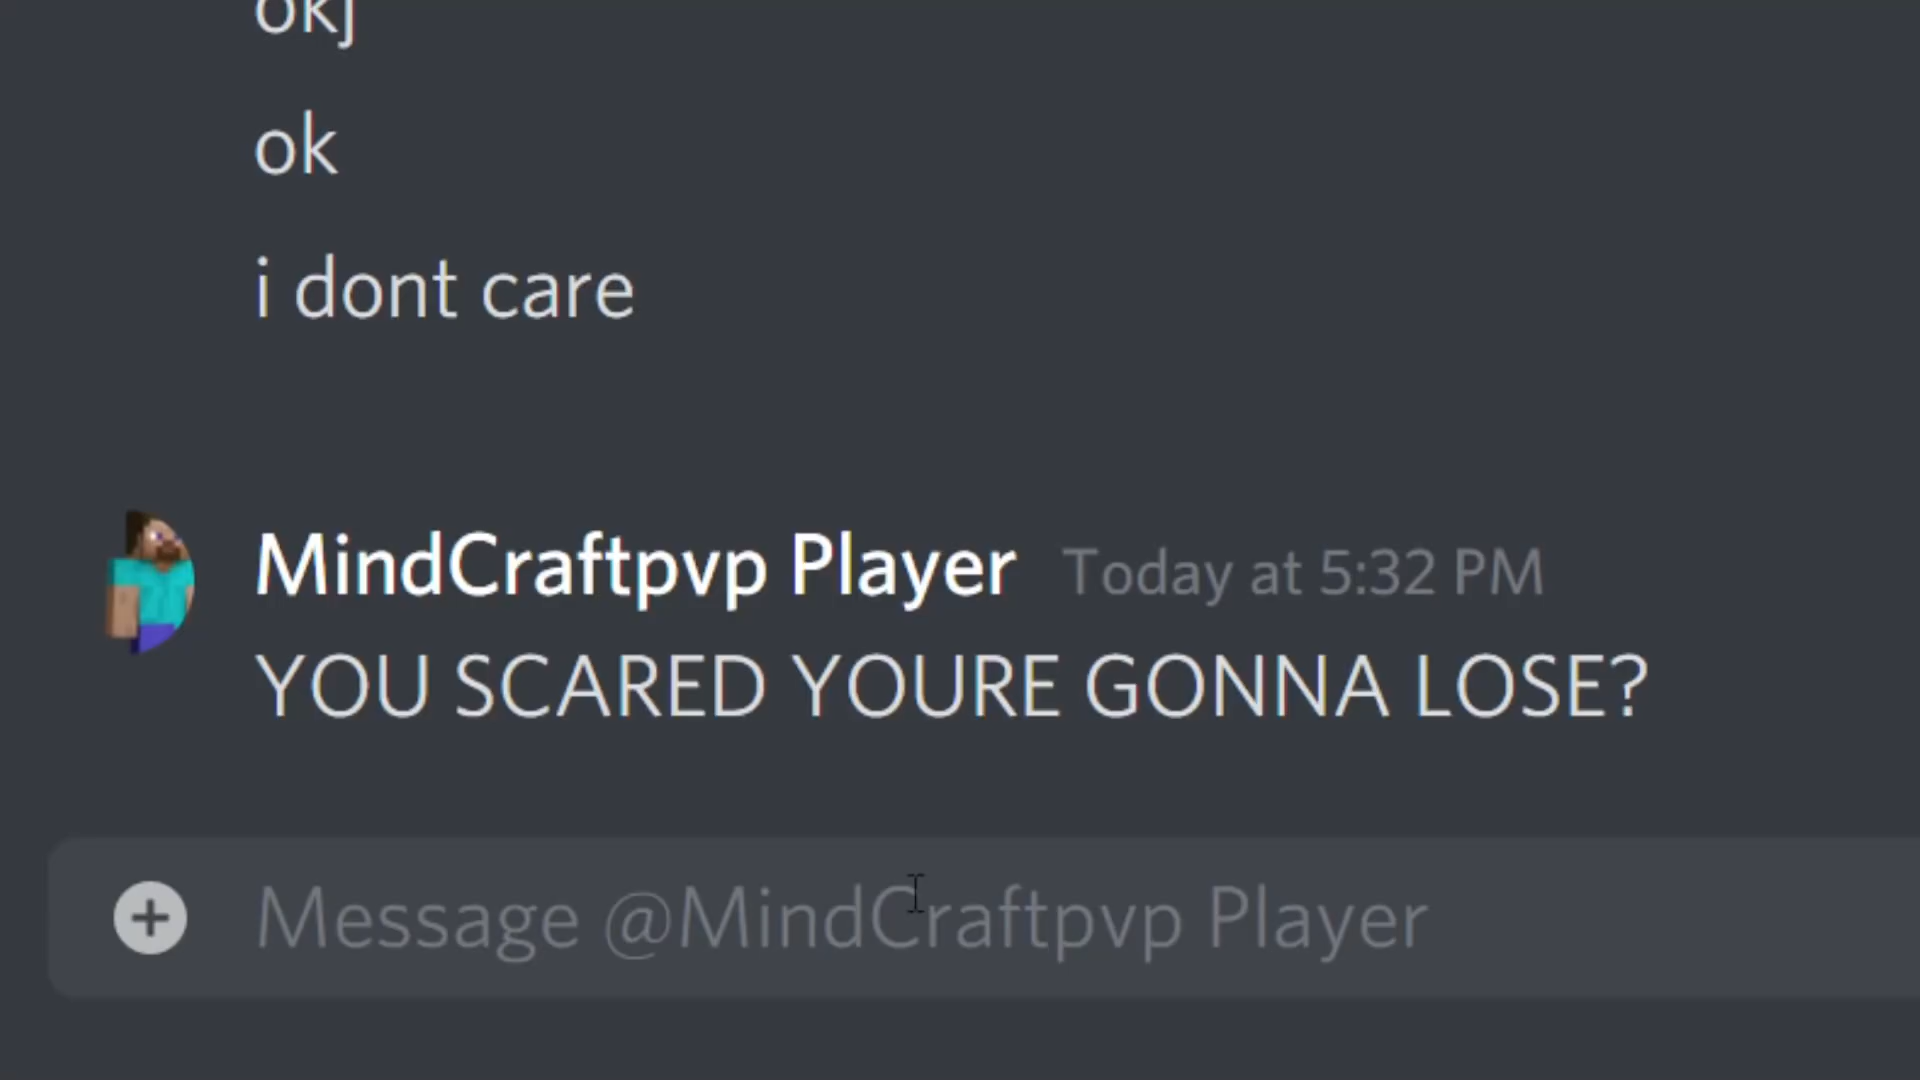 okj
ok
i dont care
MindCraftpvp Player Today at 5:32 PM
YOU SCARED YOURE GONNA LOSE?
Message @MindCraftpvp Player